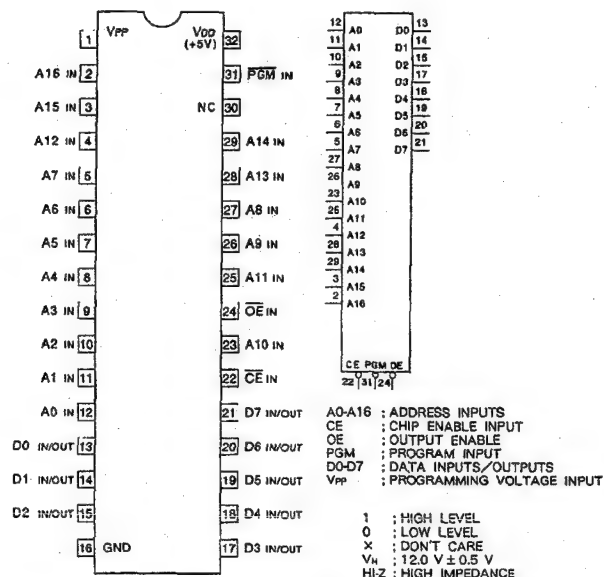 1 VPP VDD (+5V) 32
A16 IN 2 31 PGM IN
A15 IN 3 NC 30
A12 IN 4 29 A14 IN
A7 IN 5 28 A13 IN
A6 IN 6 27 A8 IN
A5 IN 7 26 A9 IN
A4 IN 8 25 A11 IN
A3 IN 9 24 OE IN
A2 IN 10 23 A10 IN
A1 IN 11 22 CE IN
A0 IN 12 21 D7 IN/OUT
D0 IN/OUT 13 20 D6 IN/OUT
D1 IN/OUT 14 19 D5 IN/OUT
D2 IN/OUT 15 18 D4 IN/OUT
16 GND 17 D3 IN/OUT
12 A0 D0 13
11 A1 D1 14
10 A2 D2 15
9 A3 D3 17
8 A4 D4 18
7 A5 D5 19
6 A6 D6 20
5 A7 D7 21
27 A8
26 A9
23 A10
25 A11
4 A12
28 A13
29 A14
3 A15
2 A16
CE PGM OE
22 31 24
A0-A16 ; ADDRESS INPUTS
CE ; CHIP ENABLE INPUT
OE ; OUTPUT ENABLE
PGM ; PROGRAM INPUT
D0-D7 ; DATA INPUTS/OUTPUTS
VPP ; PROGRAMMING VOLTAGE INPUT
1 ; HIGH LEVEL
0 ; LOW LEVEL
× ; DON'T CARE
VH ; 12.0 V ± 0.5 V
HI-Z ; HIGH IMPEDANCE